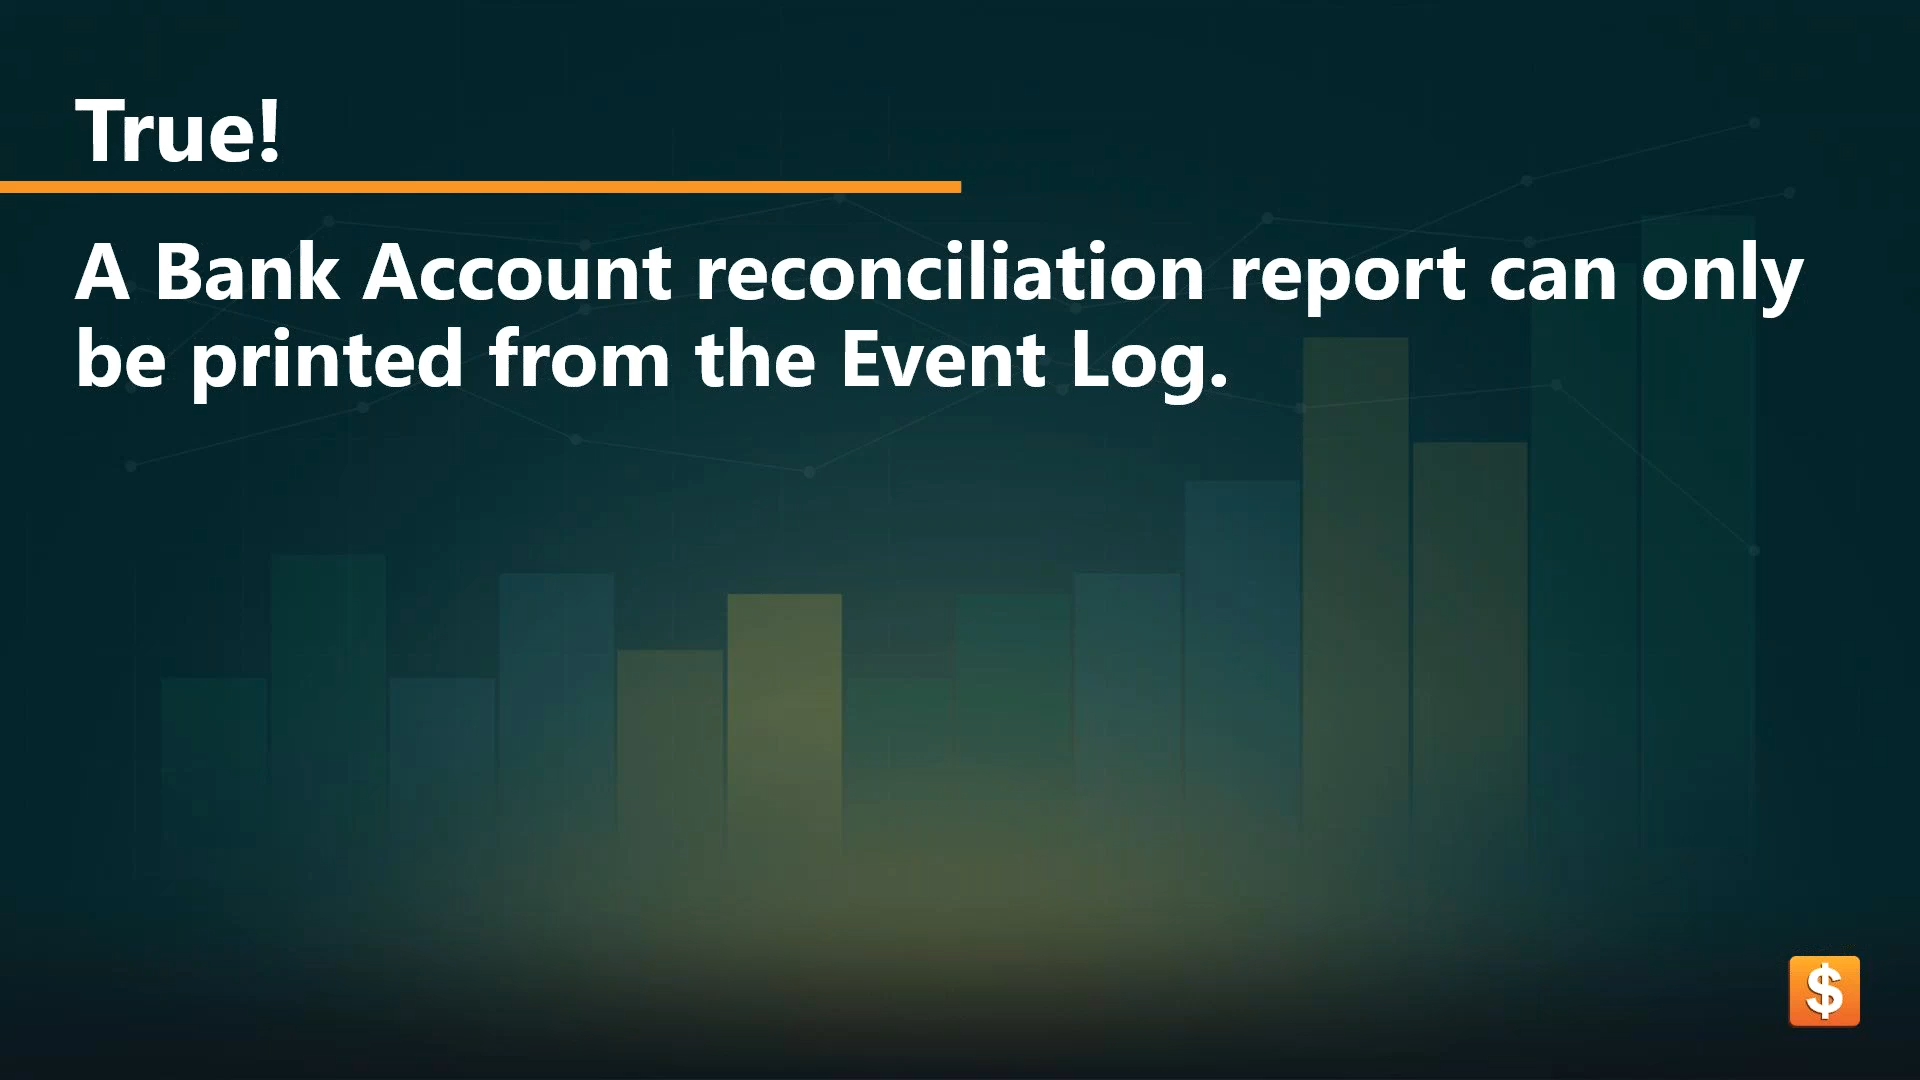 True!
A Bank Account reconciliation report can only
be printed from the Event Log.
$